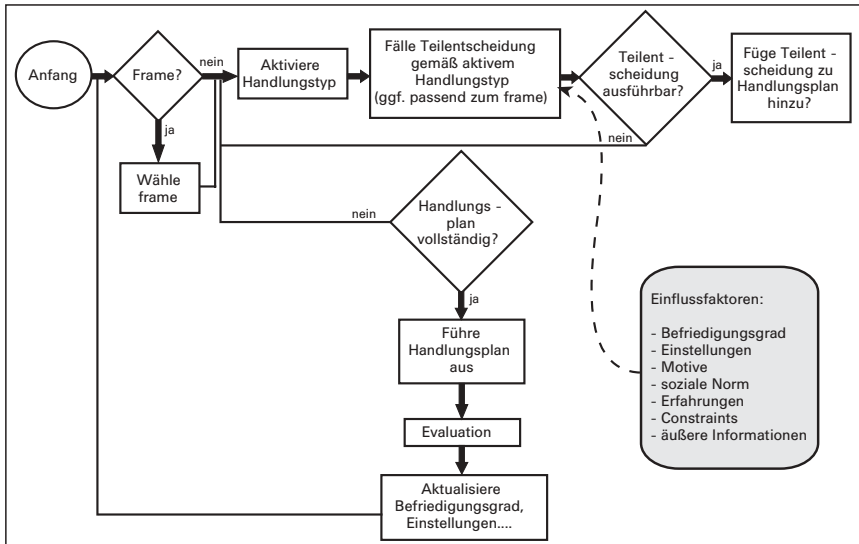 Anfang
Frame?
nein
ja
Wähle
frame
Aktiviere
Handlungstyp
Fälle Teilentscheidung
gemäß aktivem
Handlungstyp
(ggf. passend zum frame)
Teilent -
scheidung
ausführbar?
ja
nein
Füge Teilent -
scheidung zu
Handlungsplan
hinzu?
Handlungs -
plan
vollständig?
nein
ja
Führe
Handlungsplan
aus
Evaluation
Aktualisiere
Befriedigungsgrad,
Einstellungen....
Einflussfaktoren:
- Befriedigungsgrad
- Einstellungen
- Motive
- soziale Norm
- Erfahrungen
- Constraints
- äußere Informationen